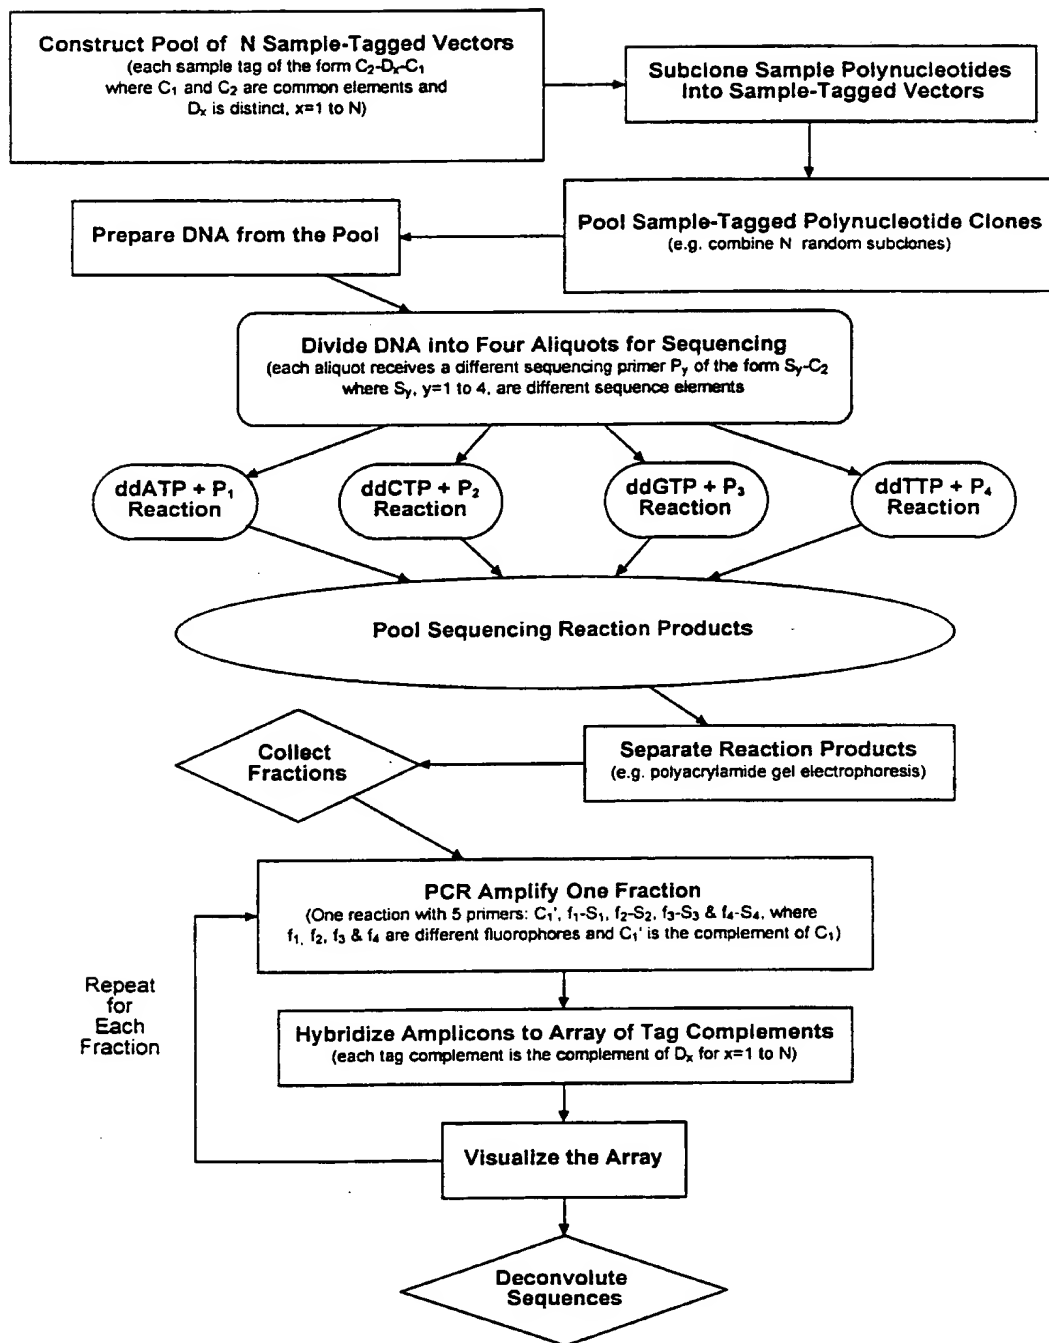 Construct Pool of N Sample-Tagged Vectors
(each sample tag of the form C₂-Dₓ-C₁
where C₁ and C₂ are common elements and
Dₓ is distinct, x=1 to N)
Subclone Sample Polynucleotides
Into Sample-Tagged Vectors
Pool Sample-Tagged Polynucleotide Clones
(e.g. combine N random subclones)
Prepare DNA from the Pool
Divide DNA into Four Aliquots for Sequencing
(each aliquot receives a different sequencing primer Pᵧ of the form Sᵧ-C₂
where Sᵧ, y=1 to 4, are different sequence elements
ddATP + P₁
Reaction
ddCTP + P₂
Reaction
ddGTP + P₃
Reaction
ddTTP + P₄
Reaction
Pool Sequencing Reaction Products
Separate Reaction Products
(e.g. polyacrylamide gel electrophoresis)
Collect
Fractions
PCR Amplify One Fraction
(One reaction with 5 primers: C₁', f₁-S₁, f₂-S₂, f₃-S₃ & f₄-S₄, where
f₁, f₂, f₃ & f₄ are different fluorophores and C₁' is the complement of C₁)
Repeat
for
Each
Fraction
Hybridize Amplicons to Array of Tag Complements
(each tag complement is the complement of Dₓ for x=1 to N)
Visualize the Array
Deconvolute
Sequences